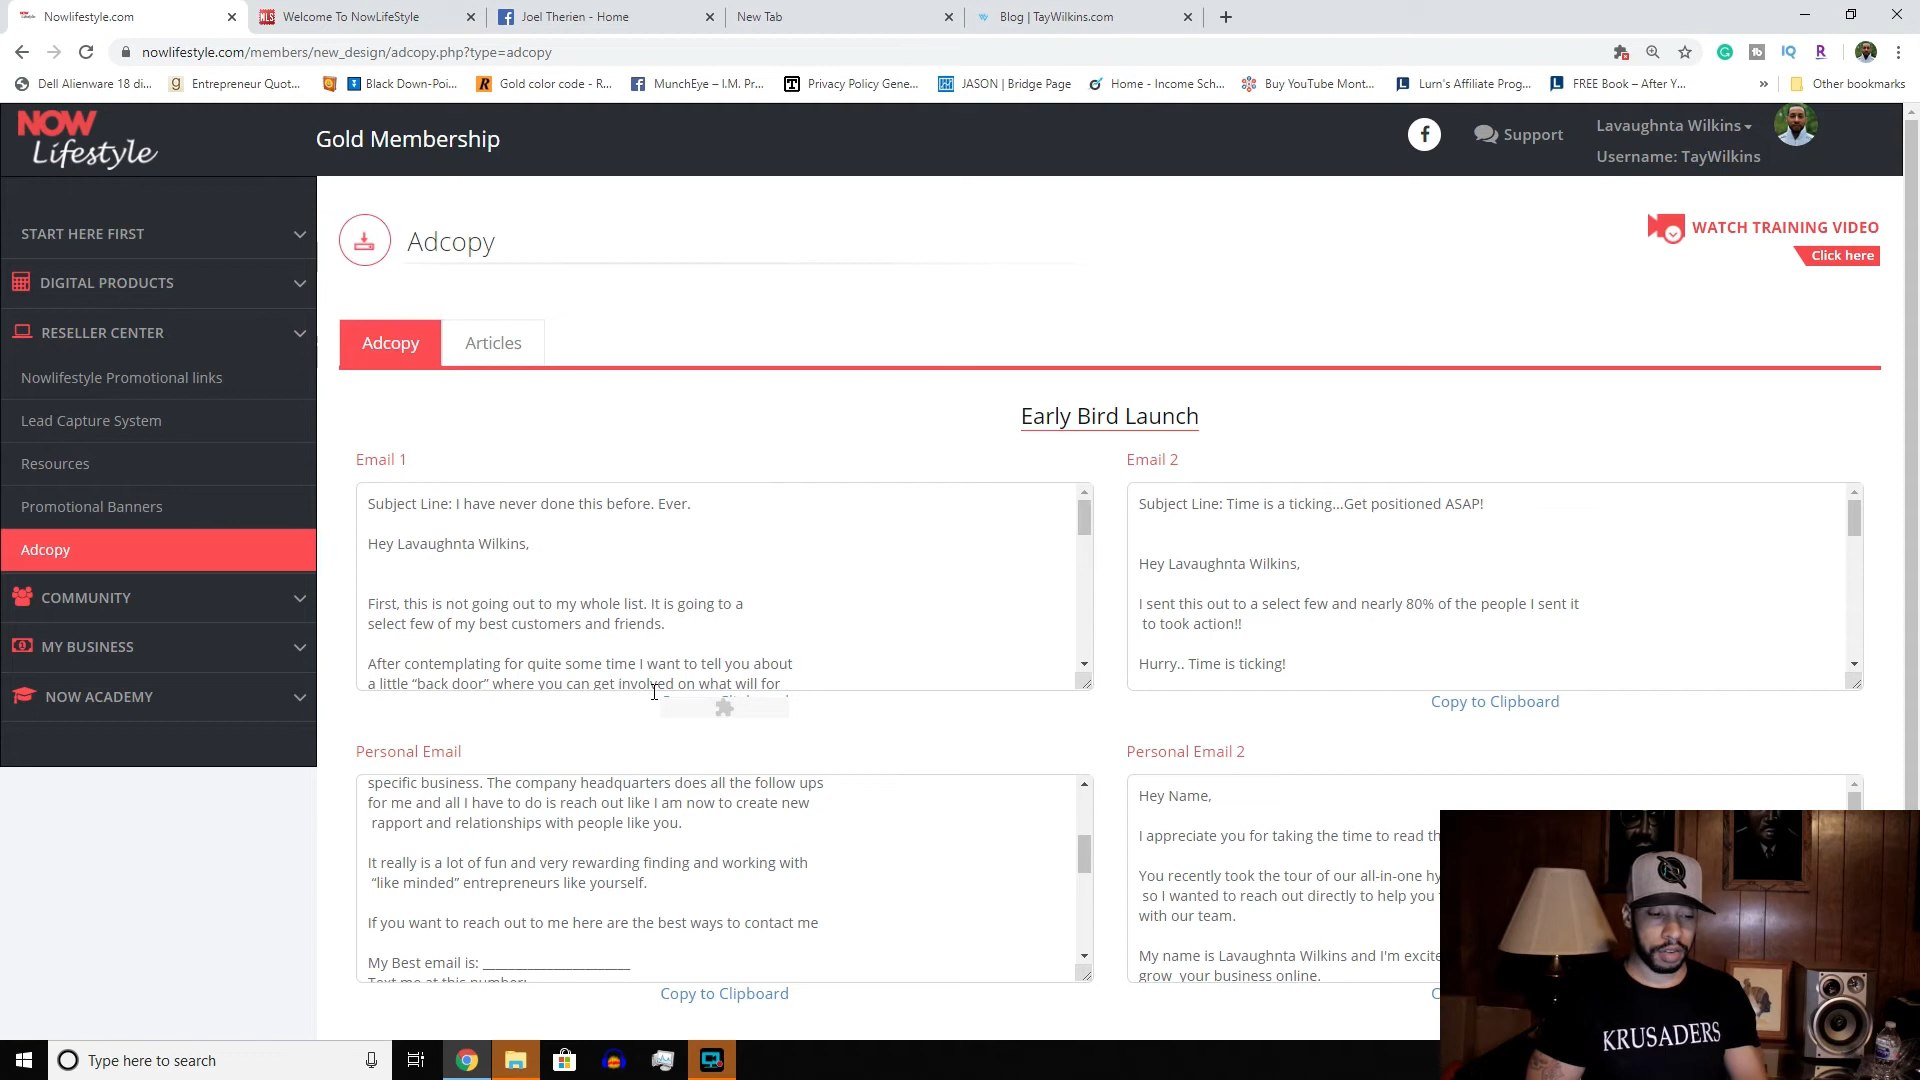 Nowlifestyle.com
Welcome To NowLifeStyle
Joel Therien - Home
New Tab
Blog | TayWilkins.com
nowlifestyle.com/members/new_design/adcopy.php?type=adcopy
Dell Alienware 18 di...
Entrepreneur Quot...
Black Down-Poi...
Gold color code - R...
MunchEye – I.M. Pr...
Privacy Policy Gene...
JASON | Bridge Page
Home - Income Sch...
Buy YouTube Mont...
Lurn's Affiliate Prog...
FREE Book – After Y...
Other bookmarks
NOW
Lifestyle
Gold Membership
Support
Lavaughnta Wilkins
Username: TayWilkins
START HERE FIRST
DIGITAL PRODUCTS
RESELLER CENTER
Nowlifestyle Promotional links
Lead Capture System
Resources
Promotional Banners
Adcopy
COMMUNITY
MY BUSINESS
NOW ACADEMY
Adcopy
WATCH TRAINING VIDEO
Click here
Adcopy
Articles
Early Bird Launch
Email 1
Subject Line: I have never done this before. Ever.
Hey Lavaughnta Wilkins,
First, this is not going out to my whole list. It is going to a
select few of my best customers and friends.
After contemplating for quite some time I want to tell you about
a little “back door” where you can get involved on what will for
Email 2
Subject Line: Time is a ticking...Get positioned ASAP!
Hey Lavaughnta Wilkins,
I sent this out to a select few and nearly 80% of the people I sent it
to took action!!
Hurry.. Time is ticking!
Copy to Clipboard
Personal Email
specific business. The company headquarters does all the follow ups
for me and all I have to do is reach out like I am now to create new
rapport and relationships with people like you.
It really is a lot of fun and very rewarding finding and working with
“like minded” entrepreneurs like yourself.
If you want to reach out to me here are the best ways to contact me
My Best email is: ______________________
Text me at this number:
Copy to Clipboard
Personal Email 2
Hey Name,
I appreciate you for taking the time to read th
You recently took the tour of our all-in-one hy
so I wanted to reach out directly to help you
with our team.
My name is Lavaughnta Wilkins and I'm excite
grow your business online.
KRUSADERS
Type here to search